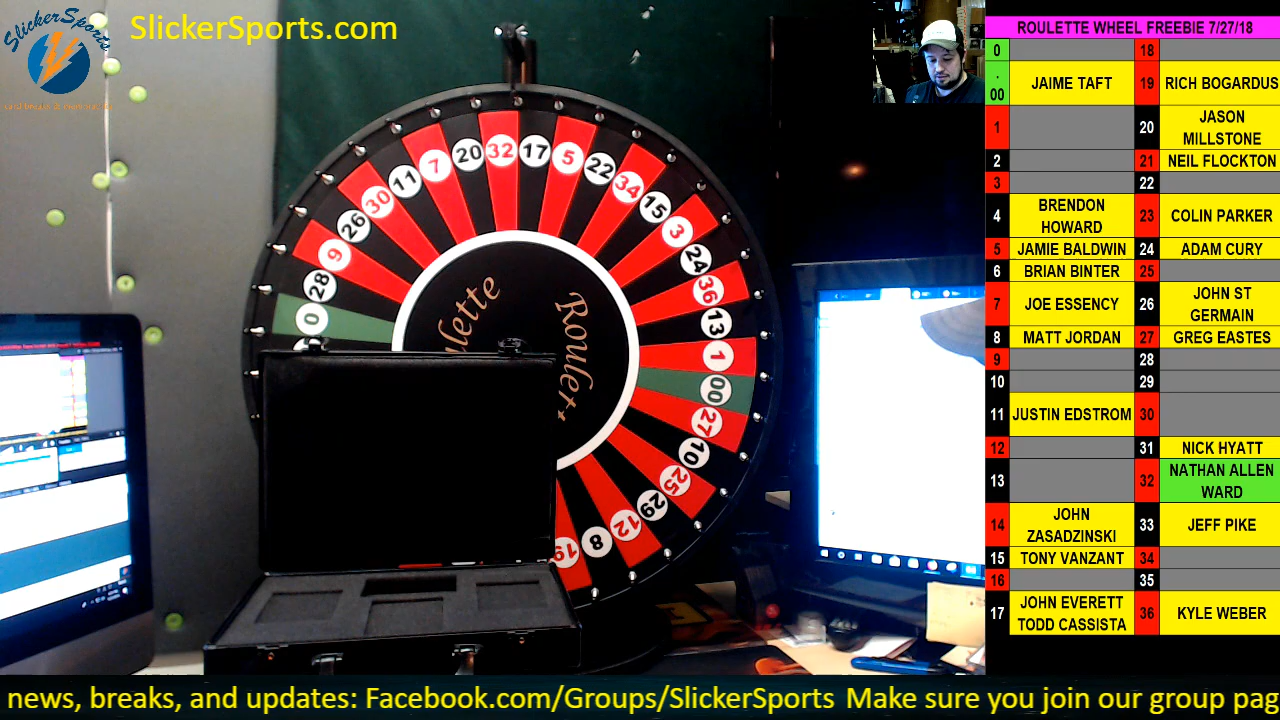 SlickerSports
SlickerSports.com
ROULETTE WHEEL FREEBIE 7/27/18
0 18
.
00 JAIME TAFT 19 RICH BOGARDUS
1 20 JASON
MILLSTONE
2 21 NEIL FLOCKTON
3 22
4 BRENDON
HOWARD 23 COLIN PARKER
5 JAMIE BALDWIN 24 ADAM CURY
6 BRIAN BINTER 25
7 JOE ESSENCY 26 JOHN ST
GERMAIN
8 MATT JORDAN 27 GREG EASTES
9 28
10 29
11 JUSTIN EDSTROM 30
12 31 NICK HYATT
13 32 NATHAN ALLEN
WARD
14 JOHN
ZASADZINSKI 33 JEFF PIKE
15 TONY VANZANT 34
16 35
17 JOHN EVERETT
TODD CASSISTA 36 KYLE WEBER
0 28 9 26 30 11 7 20 32 17 5 22 34 15 3 24 36 13 1 00 27 10 25 29 12 8 19
ulette
Roulet
news, breaks, and updates: Facebook.com/Groups/SlickerSports Make sure you join our group pag